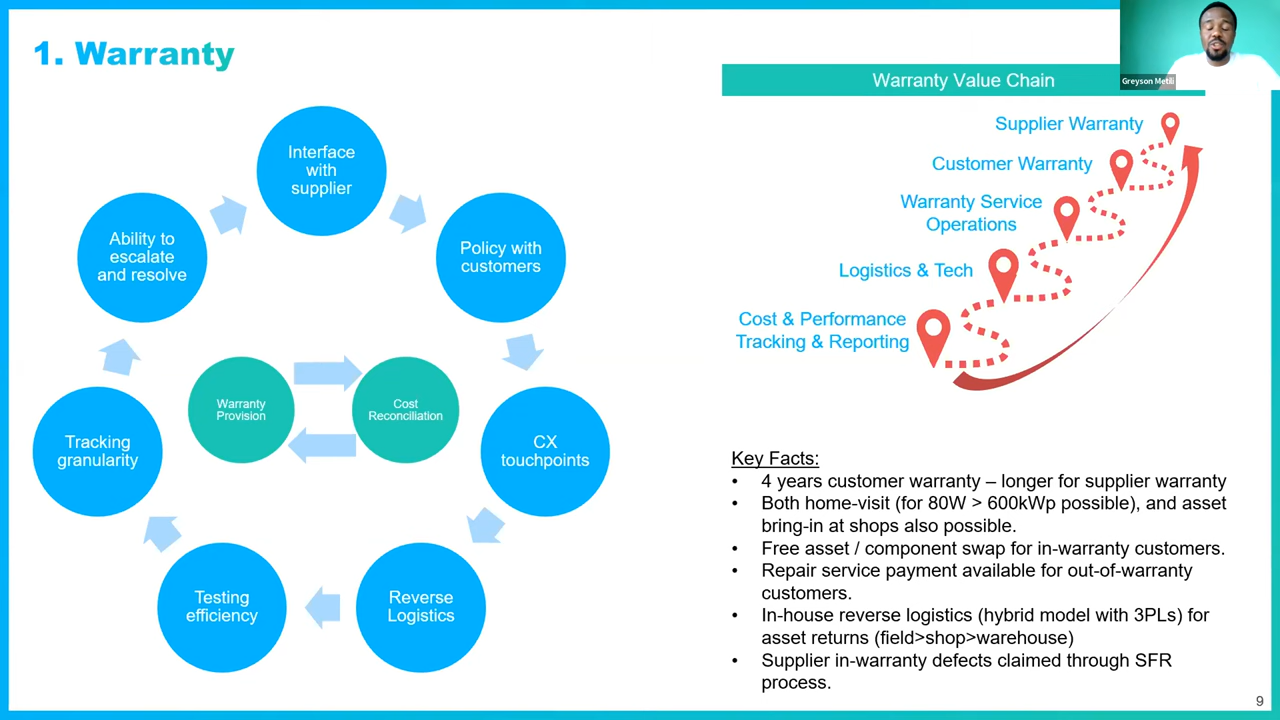 1. Warranty
Interface
with
supplier
Policy with
customers
CX
touchpoints
Reverse
Logistics
Testing
efficiency
Tracking
granularity
Ability to
escalate
and resolve
Warranty
Provision
Cost
Reconciliation
Warranty Value Chain
Greyson Metili
Supplier Warranty
Customer Warranty
Warranty Service
Operations
Logistics & Tech
Cost & Performance
Tracking & Reporting
Key Facts:
• 4 years customer warranty – longer for supplier warranty
• Both home-visit (for 80W > 600kWp possible), and asset
bring-in at shops also possible.
• Free asset / component swap for in-warranty customers.
• Repair service payment available for out-of-warranty
customers.
• In-house reverse logistics (hybrid model with 3PLs) for
asset returns (field>shop>warehouse)
• Supplier in-warranty defects claimed through SFR
process.
9